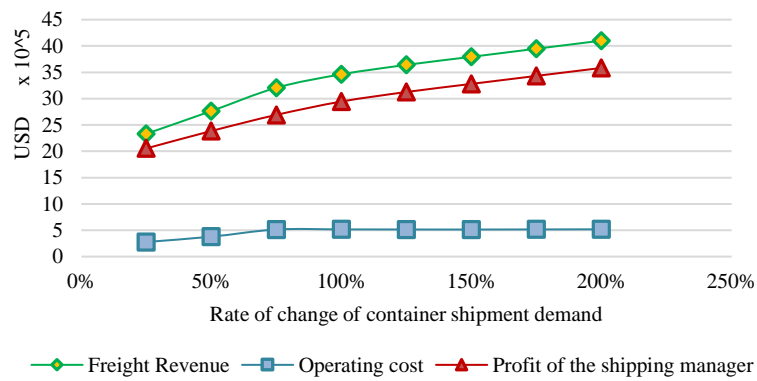 45
40
35
30
25
20
15
10
5
0
USD x 10^5
0% 50% 100% 150% 200% 250%
Rate of change of container shipment demand
Freight Revenue Operating cost Profit of the shipping manager